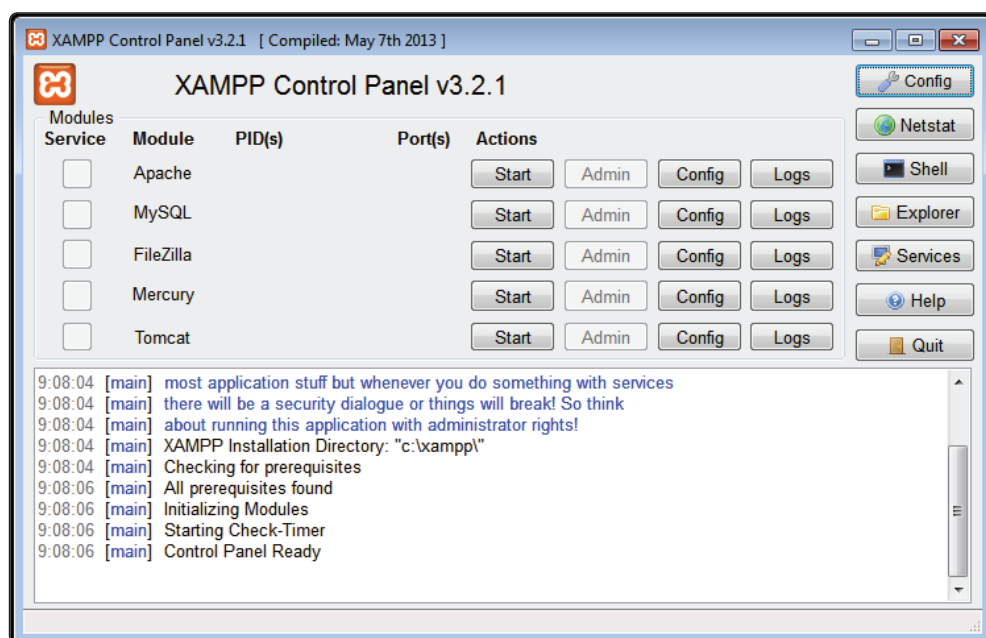 XAMPP Control Panel v3.2.1 [ Compiled: May 7th 2013 ]
XAMPP Control Panel v3.2.1
Config
Netstat
Shell
Explorer
Services
Help
Quit
Modules
Service Module PID(s) Port(s) Actions
Apache Start Admin Config Logs
MySQL Start Admin Config Logs
FileZilla Start Admin Config Logs
Mercury Start Admin Config Logs
Tomcat Start Admin Config Logs
9:08:04 [main] most application stuff but whenever you do something with services
9:08:04 [main] there will be a security dialogue or things will break! So think
9:08:04 [main] about running this application with administrator rights!
9:08:04 [main] XAMPP Installation Directory: "c:\xampp\"
9:08:04 [main] Checking for prerequisites
9:08:06 [main] All prerequisites found
9:08:06 [main] Initializing Modules
9:08:06 [main] Starting Check-Timer
9:08:06 [main] Control Panel Ready